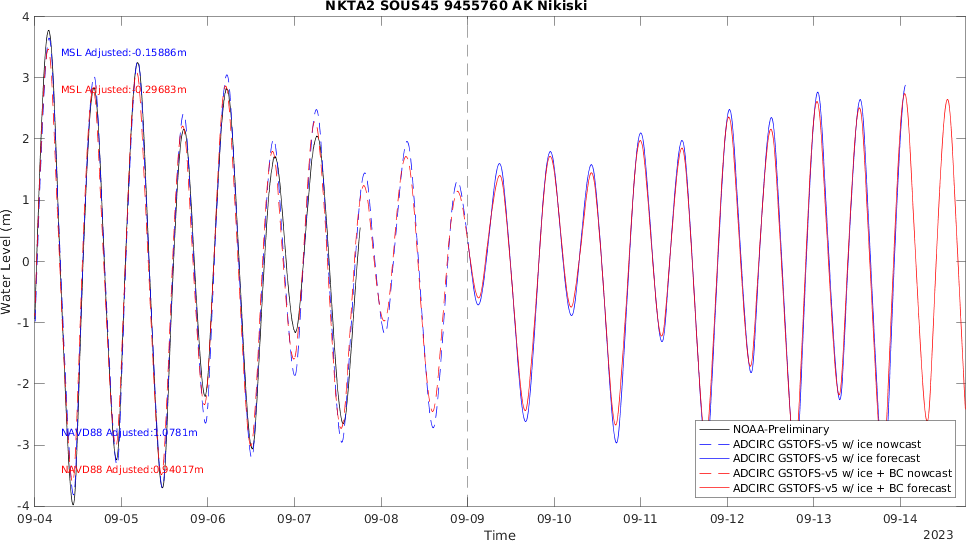 NKTA2 SOUS45 9455760 AK Nikiski
MSL Adjusted:-0.15886m
MSL Adjusted:-0.29683m
NAVD88 Adjusted:1.0781m
NAVD88 Adjusted:0.94017m
Water Level (m)
4
3
2
1
0
-1
-2
-3
-4
09-04
09-05
09-06
09-07
09-08
09-09
09-10
09-11
09-12
09-13
09-14
Time
2023
NOAA-Preliminary
ADCIRC GSTOFS-v5 w/ ice nowcast
ADCIRC GSTOFS-v5 w/ ice forecast
ADCIRC GSTOFS-v5 w/ ice + BC nowcast
ADCIRC GSTOFS-v5 w/ ice + BC forecast